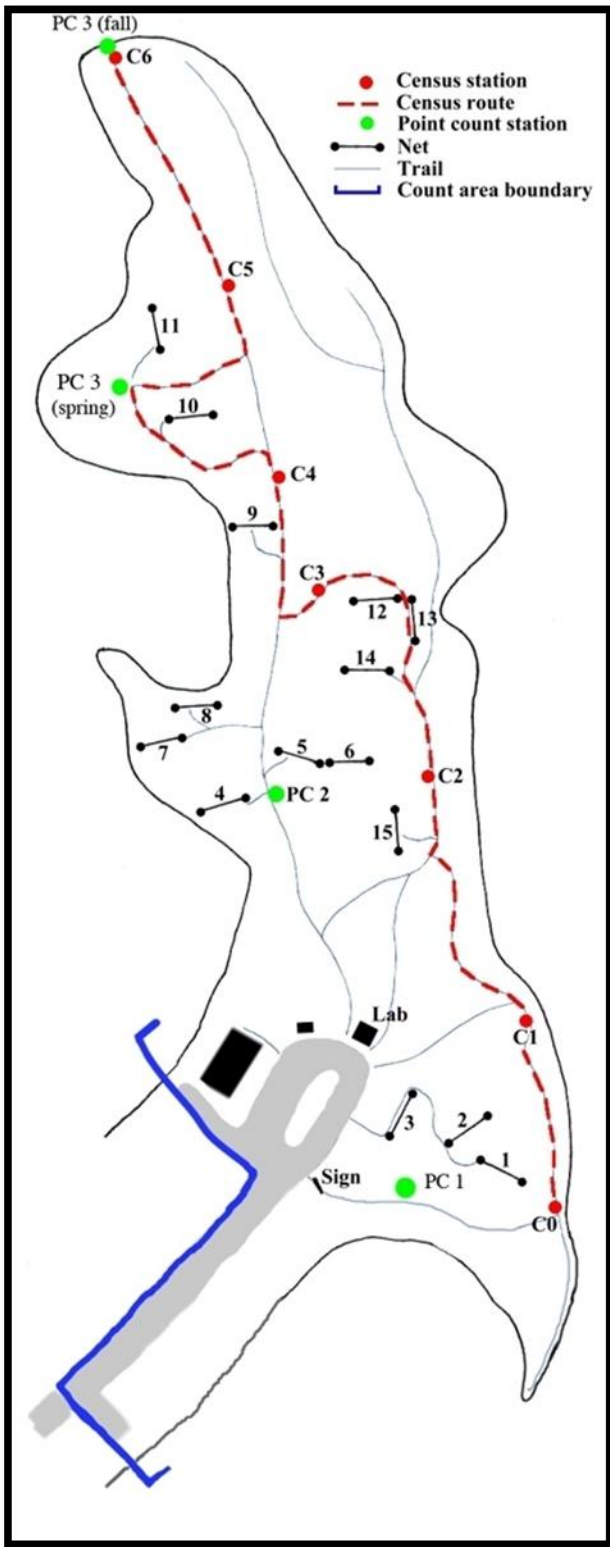 PC 3 (fall)
C6
Census station
Census route
Point count station
Net
Trail
Count area boundary
C5
11
PC 3
(spring)
10
C4
9
C3
12
13
14
8
7
5
6
C2
4
PC 2
15
Lab
C1
3
2
1
Sign
PC 1
C0